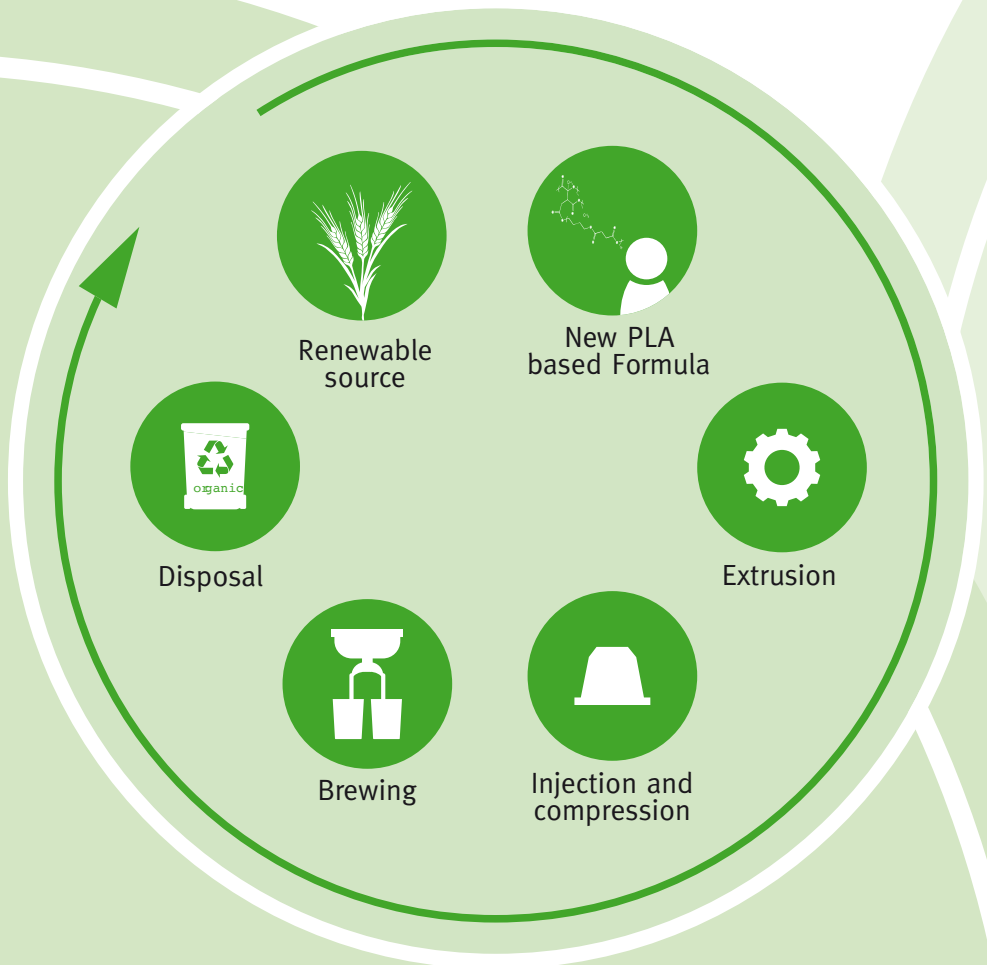 Renewable
source
New PLA
based Formula
organic
Disposal
Extrusion
Brewing
Injection and
compression